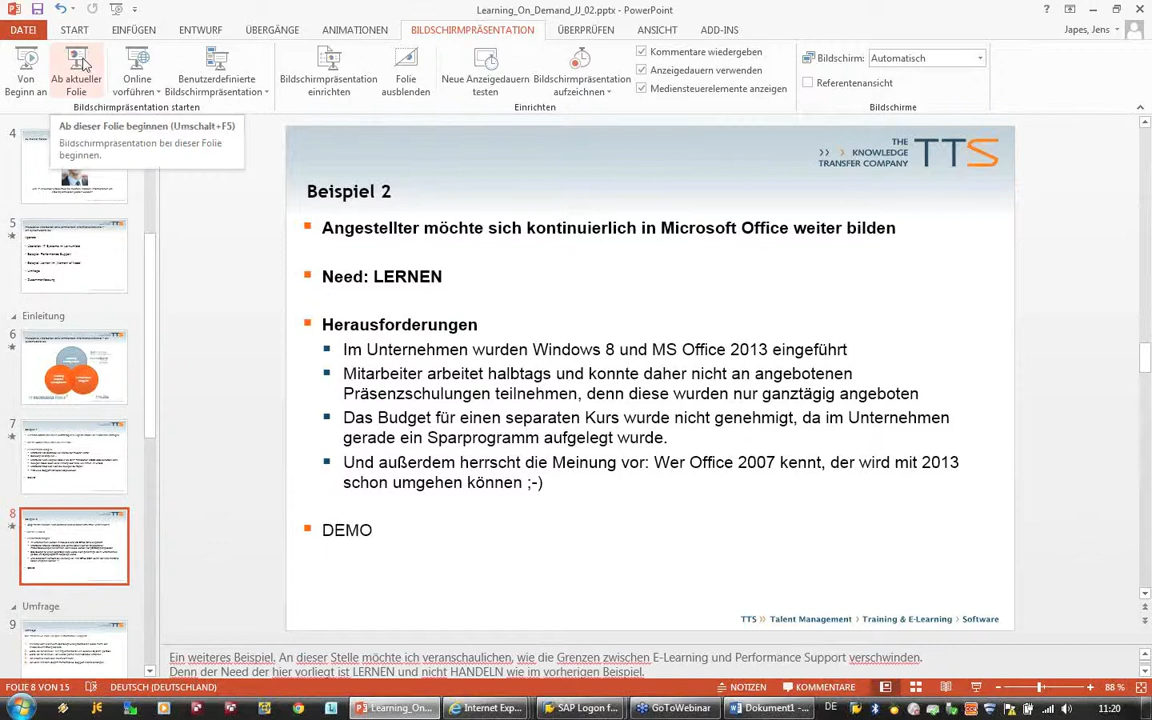 Learning_On_Demand_JJ_02.pptx - PowerPoint
DATEI START EINFÜGEN ENTWURF ÜBERGÄNGE ANIMATIONEN BILDSCHIRMPRÄSENTATION ÜBERPRÜFEN ANSICHT ADD-INS
Japes, Jens
Von Beginn an
Ab aktueller Folie
Online vorführen
Benutzerdefinierte Bildschirmpräsentation
Bildschirmpräsentation starten
Bildschirmpräsentation einrichten
Folie ausblenden
Neue Anzeigedauern testen
Bildschirmpräsentation aufzeichnen
Kommentare wiedergeben
Anzeigedauern verwenden
Mediensteuerelemente anzeigen
Einrichten
Bildschirm: Automatisch
Referentenansicht
Bildschirme
Ab dieser Folie beginnen (Umschalt+F5)
Bildschirmpräsentation bei dieser Folie
beginnen.
4
5
Einleitung
6
7
8
Umfrage
9
THE
KNOWLEDGE
TRANSFER COMPANY
TTS
Beispiel 2
Angestellter möchte sich kontinuierlich in Microsoft Office weiter bilden
Need: LERNEN
Herausforderungen
Im Unternehmen wurden Windows 8 und MS Office 2013 eingeführt
Mitarbeiter arbeitet halbtags und konnte daher nicht an angebotenen
Präsenzschulungen teilnehmen, denn diese wurden nur ganztägig angeboten
Das Budget für einen separaten Kurs wurde nicht genehmigt, da im Unternehmen
gerade ein Sparprogramm aufgelegt wurde.
Und außerdem herrscht die Meinung vor: Wer Office 2007 kennt, der wird mit 2013
schon umgehen können ;-)
DEMO
TTS Talent Management Training & E-Learning Software
Ein weiteres Beispiel. An dieser Stelle möchte ich veranschaulichen, wie die Grenzen zwischen E-Learning und Performance Support verschwinden.
Denn der Need der hier vorliegt ist LERNEN und nicht HANDELN wie im vorherigen Beispiel.
FOLIE 8 VON 15 DEUTSCH (DEUTSCHLAND) NOTIZEN KOMMENTARE 88 %
Learning_On... Internet Exp... SAP Logon f... GoToWebinar Dokument1 -... DE 11:20